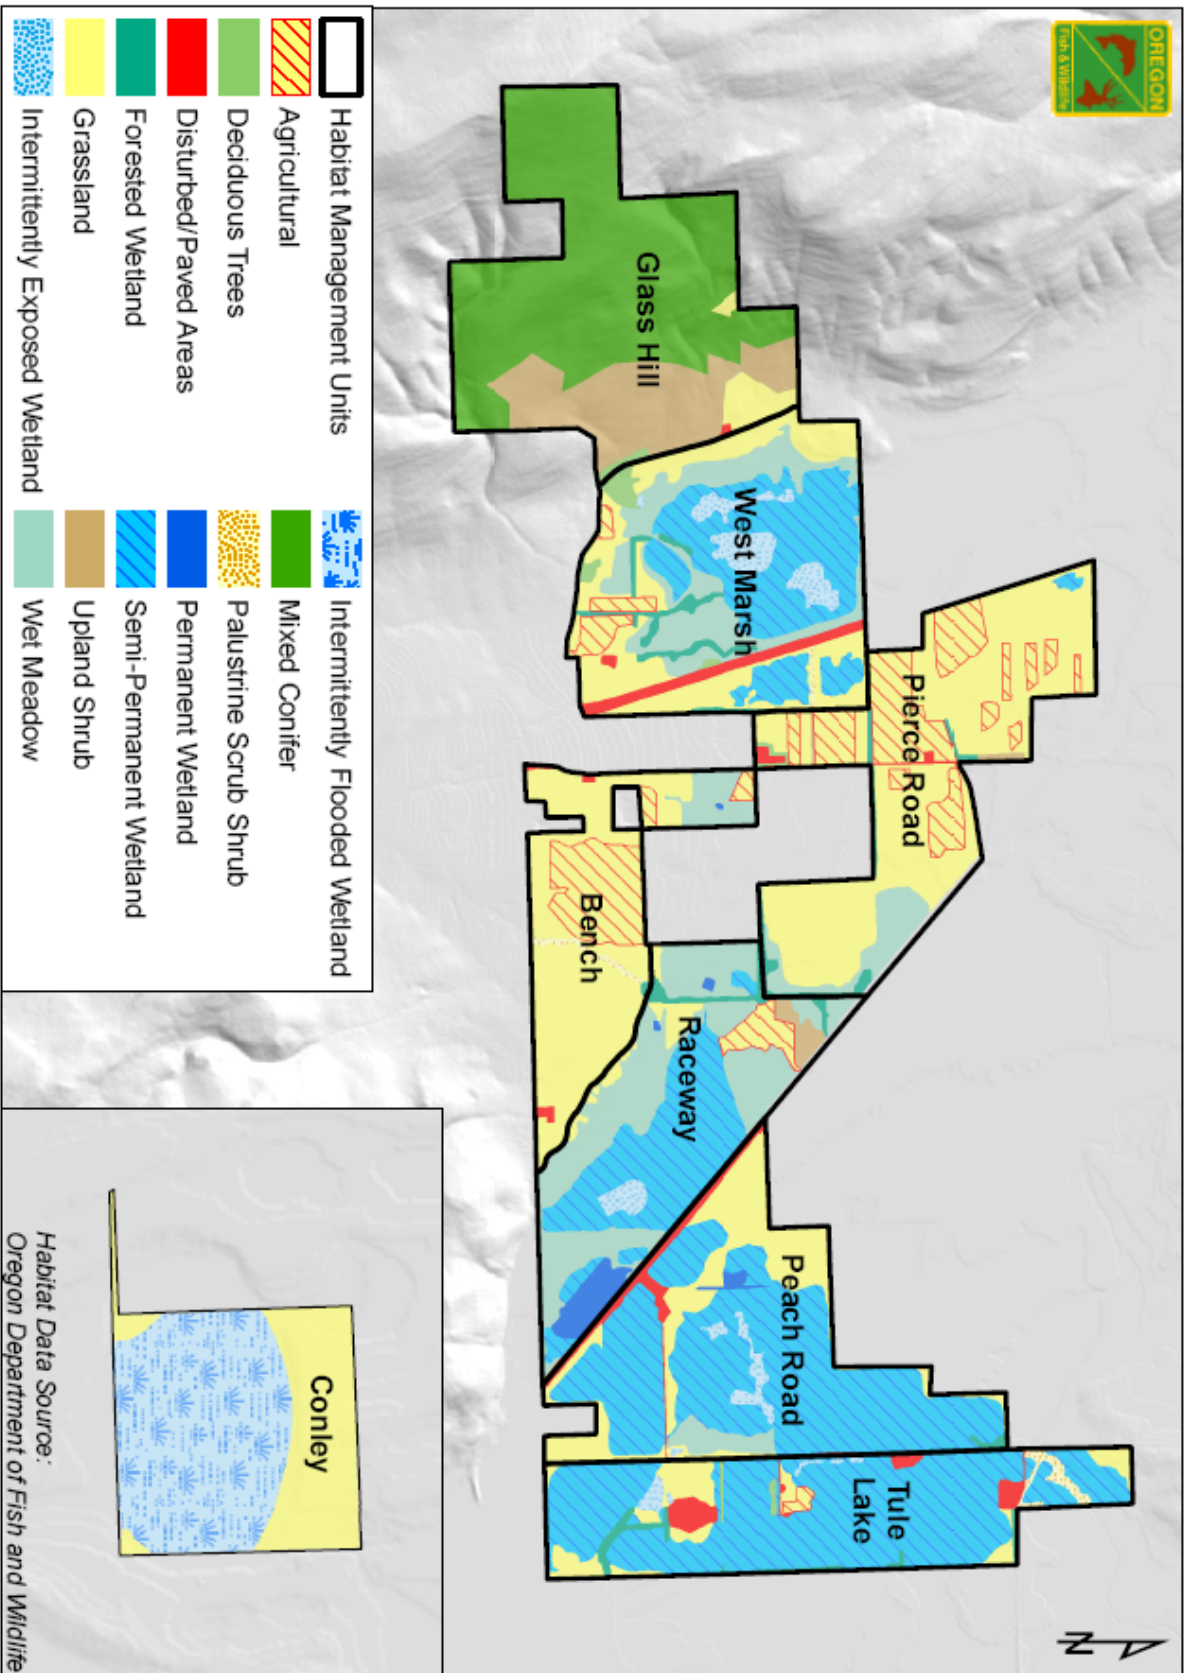 OREGON
Fish & Wildlife
N
Glass Hill
West Marsh
Pierce Road
Bench
Raceway
Peach Road
Tule
Lake
Conley
Habitat Management Units
Agricultural
Deciduous Trees
Disturbed/Paved Areas
Forested Wetland
Grassland
Intermittently Exposed Wetland
Intermittently Flooded Wetland
Mixed Conifer
Palustrine Scrub Shrub
Permanent Wetland
Semi-Permanent Wetland
Upland Shrub
Wet Meadow
Habitat Data Source:
Oregon Department of Fish and Wildlife